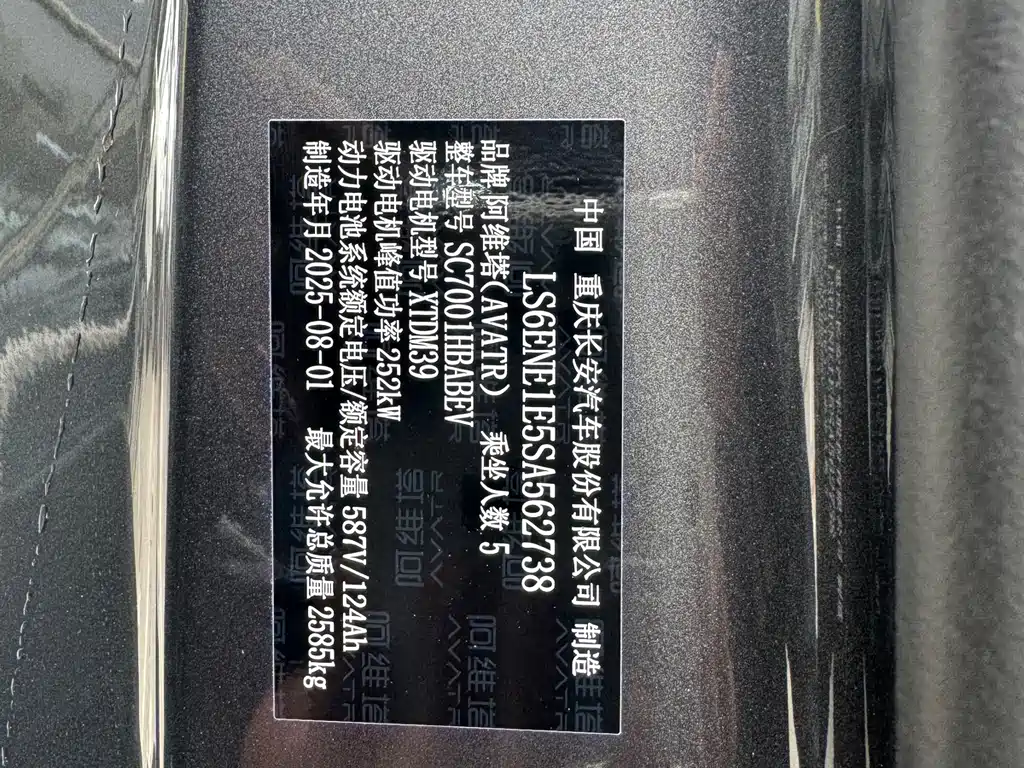 中国 重庆长安汽车股份有限公司 制造
LS6ENE1E5SA562738
品牌 阿维塔(AVATR) 乘坐人数 5
整车型号 SC7001HBABEV
驱动电机型号 XTDM39
驱动电机峰值功率 252kW
动力电池系统额定电压/额定容量 587V/124Ah
制造年月 2025-08-01 最大允许总质量 2585kg